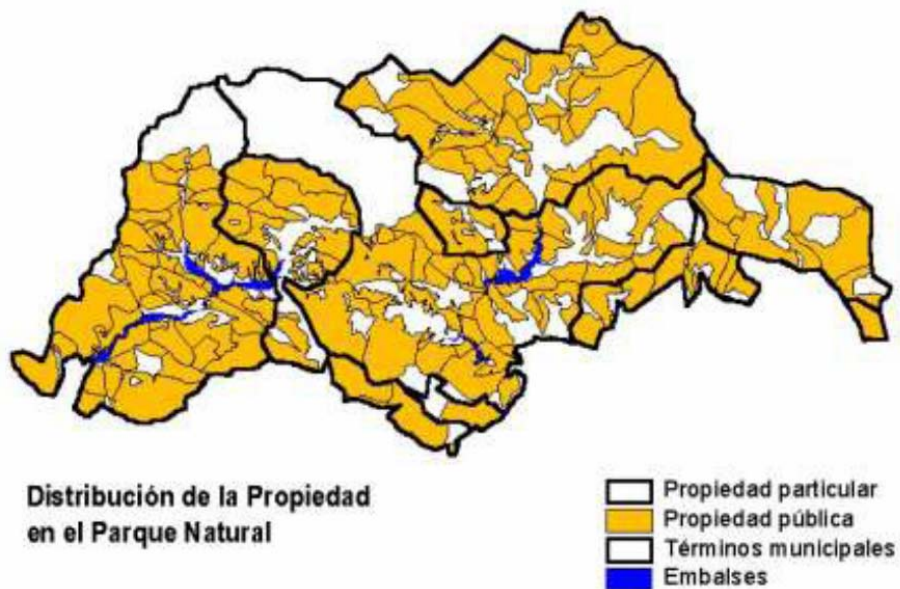 Distribución de la Propiedad
en el Parque Natural
Propiedad particular
Propiedad pública
Términos municipales
Embalses